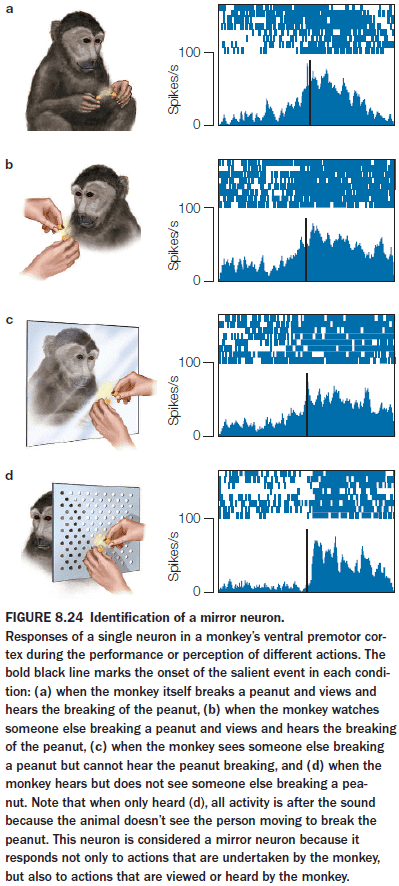 a
100
Spikes/s
0
b
100
Spikes/s
0
c
100
Spikes/s
0
d
100
Spikes/s
0
FIGURE 8.24 Identification of a mirror neuron.
Responses of a single neuron in a monkey's ventral premotor cor-
tex during the performance or perception of different actions. The
bold black line marks the onset of the salient event in each condi-
tion: (a) when the monkey itself breaks a peanut and views and
hears the breaking of the peanut, (b) when the monkey watches
someone else breaking a peanut and views and hears the breaking
of the peanut, (c) when the monkey sees someone else breaking
a peanut but cannot hear the peanut breaking, and (d) when the
monkey hears but does not see someone else breaking a pea-
nut. Note that when only heard (d), all activity is after the sound
because the animal doesn't see the person moving to break the
peanut. This neuron is considered a mirror neuron because it
responds not only to actions that are undertaken by the monkey,
but also to actions that are viewed or heard by the monkey.